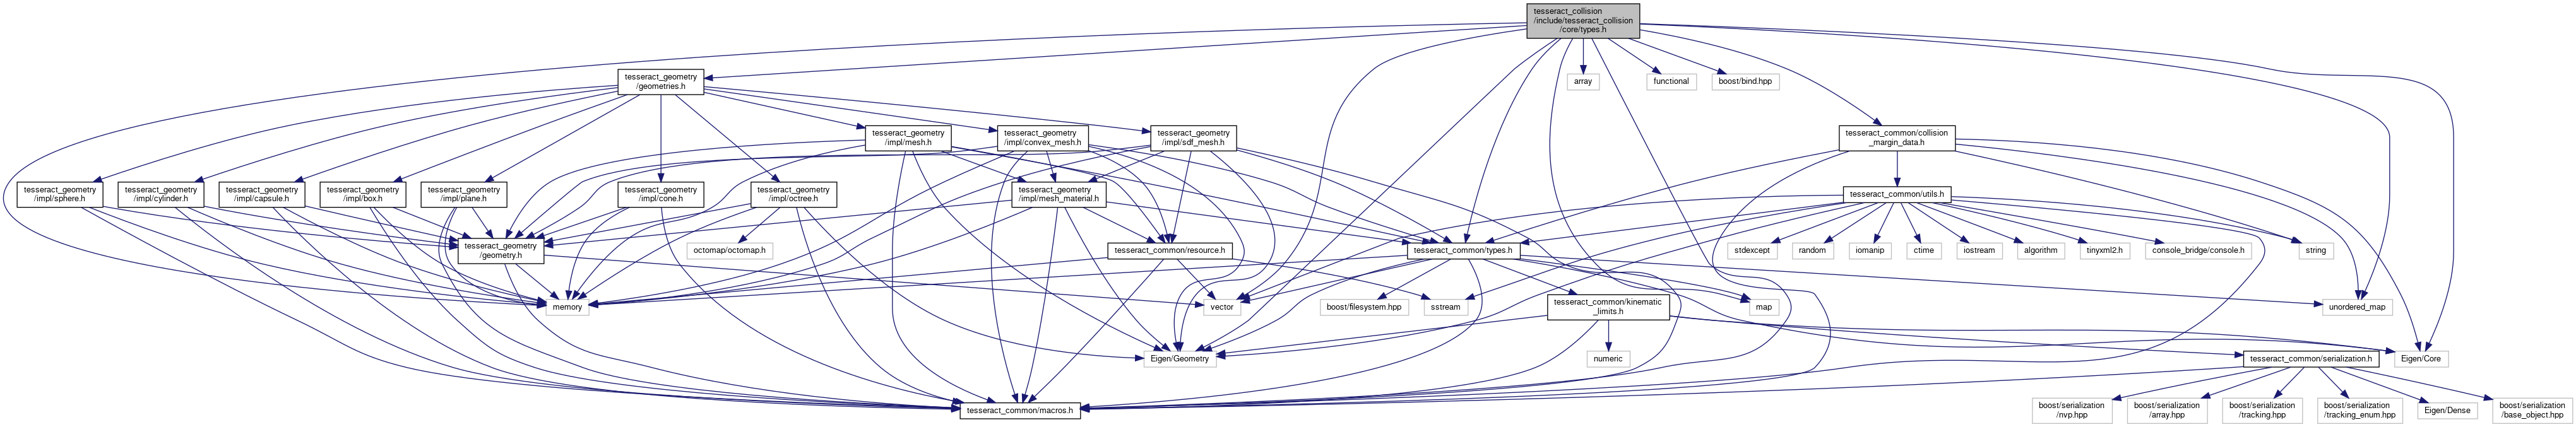 tesseract_collision
/include/tesseract_collision
/core/types.h
tesseract_geometry
/geometries.h
array
functional
boost/bind.hpp
tesseract_geometry
/impl/mesh.h
tesseract_geometry
/impl/convex_mesh.h
tesseract_geometry
/impl/sdf_mesh.h
tesseract_common/collision
_margin_data.h
tesseract_geometry
/impl/sphere.h
tesseract_geometry
/impl/cylinder.h
tesseract_geometry
/impl/capsule.h
tesseract_geometry
/impl/box.h
tesseract_geometry
/impl/plane.h
tesseract_geometry
/impl/cone.h
tesseract_geometry
/impl/octree.h
tesseract_geometry
/impl/mesh_material.h
tesseract_common/utils.h
tesseract_geometry
/geometry.h
octomap/octomap.h
tesseract_common/resource.h
tesseract_common/types.h
stdexcept
random
iomanip
ctime
iostream
algorithm
tinyxml2.h
console_bridge/console.h
string
memory
vector
boost/filesystem.hpp
sstream
tesseract_common/kinematic
_limits.h
map
unordered_map
Eigen/Geometry
numeric
tesseract_common/serialization.h
Eigen/Core
tesseract_common/macros.h
boost/serialization
/nvp.hpp
boost/serialization
/array.hpp
boost/serialization
/tracking.hpp
boost/serialization
/tracking_enum.hpp
Eigen/Dense
boost/serialization
/base_object.hpp